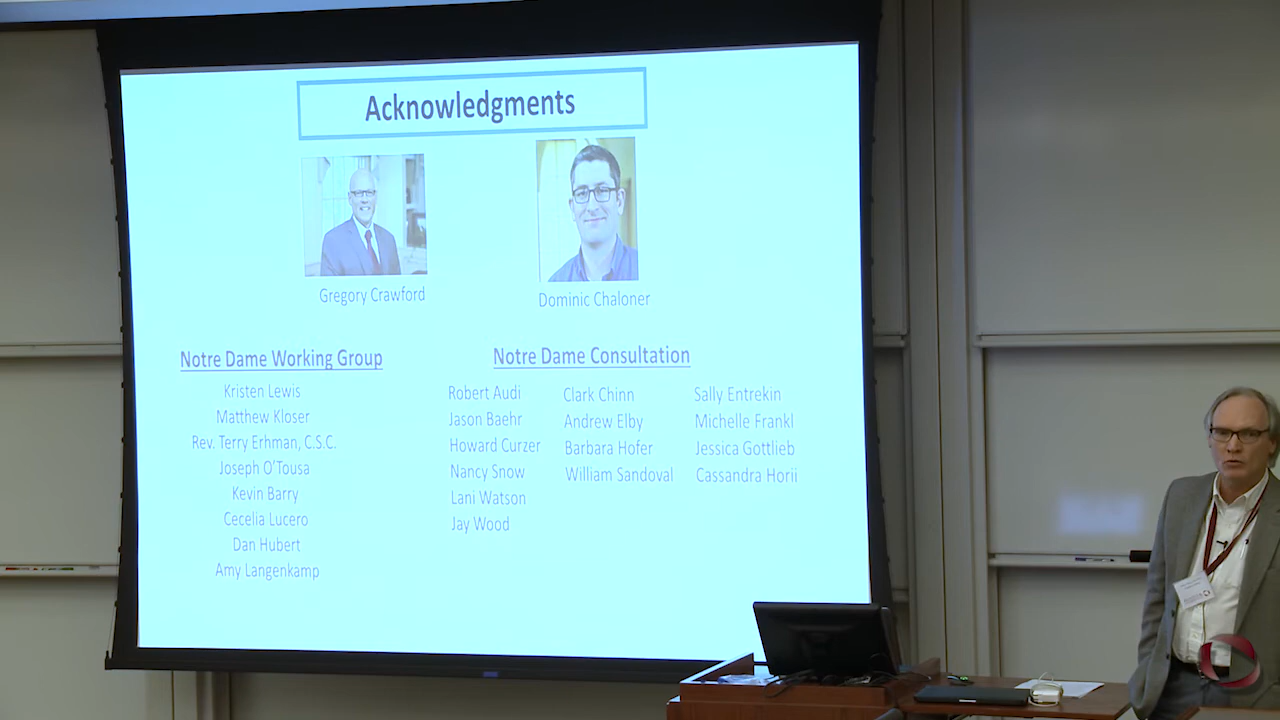 Acknowledgments
Gregory Crawford
Dominic Chaloner
Notre Dame Working Group
Kristen Lewis
Matthew Kloser
Rev. Terry Erhman, C.S.C.
Joseph O'Tousa
Kevin Barry
Cecelia Lucero
Dan Hubert
Amy Langenkamp
Notre Dame Consultation
Robert Audi
Jason Baehr
Howard Curzer
Nancy Snow
Lani Watson
Jay Wood
Clark Chinn
Andrew Elby
Barbara Hofer
William Sandoval
Sally Entrekin
Michelle Frankl
Jessica Gottlieb
Cassandra Horii